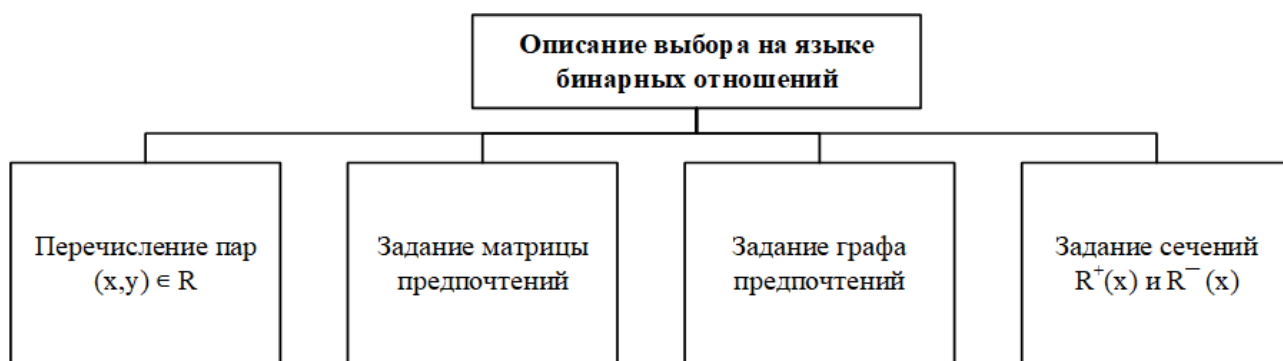 Описание выбора на языке
бинарных отношений
Перечисление пар
(x,y) ∈ R
Задание матрицы
предпочтений
Задание графа
предпочтений
Задание сечений
R⁺(x) и R⁻ (x)